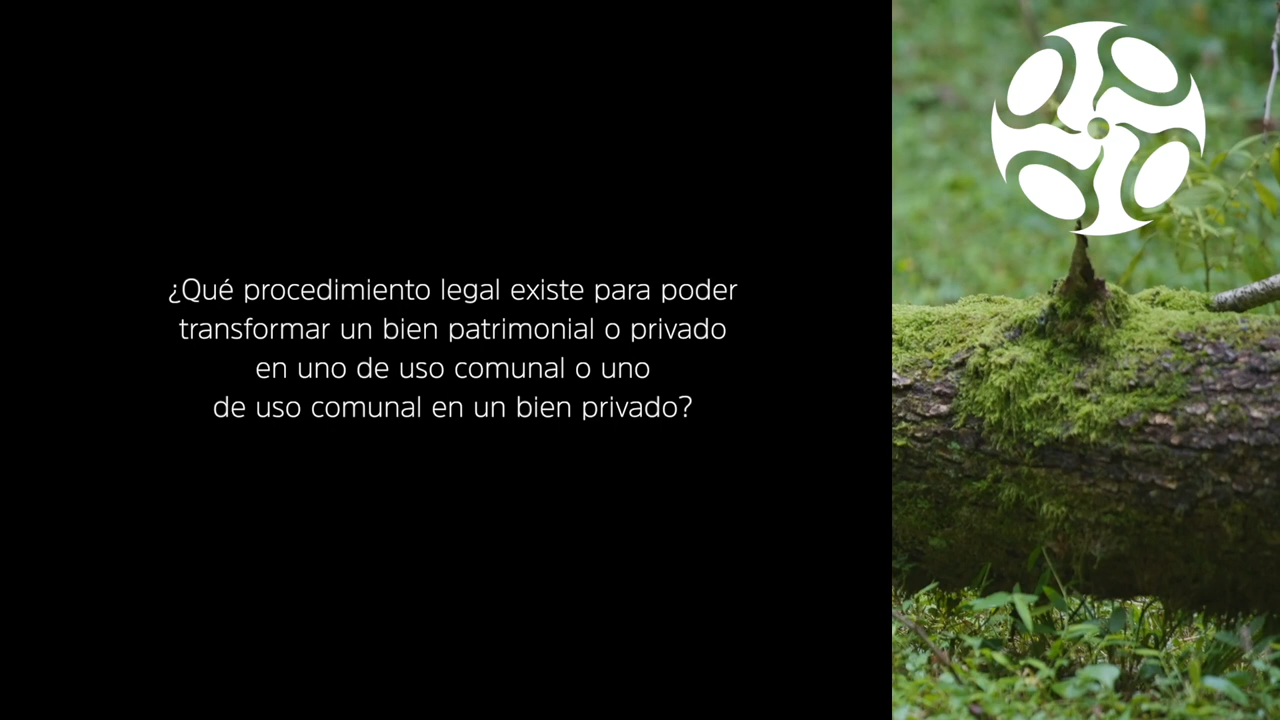 ¿Qué procedimiento legal existe para poder
transformar un bien patrimonial o privado
en uno de uso comunal o uno
de uso comunal en un bien privado?